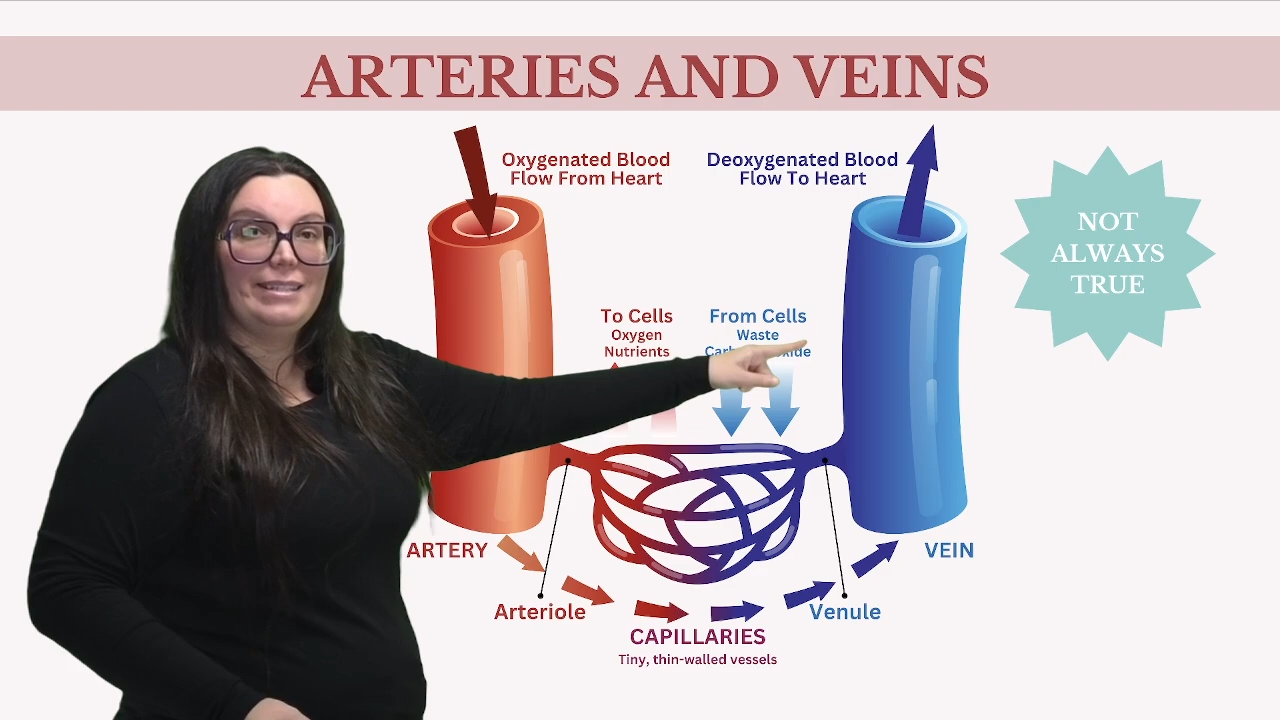 ARTERIES AND VEINS
Oxygenated Blood
Flow From Heart
Deoxygenated Blood
Flow To Heart
NOT
ALWAYS
TRUE
To Cells
Oxygen
Nutrients
From Cells
Waste
ARTERY
VEIN
Arteriole
Venule
CAPILLARIES
Tiny, thin-walled vessels